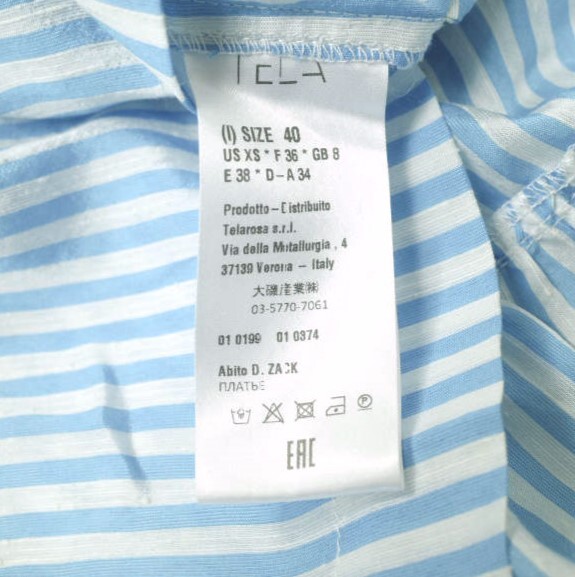 TELA
(I) SIZE 40
US XS * F 36 * GB 8
E 38 * D-A 34
Prodotto - Distribuito
Telarosa s.r.l.
Via della Metallurgia, 4
37139 Verona - Italy
大磯産業㈱
03-5770-7061
01 0199 01 0374
Abito D. ZACK
ПЛАТЬЕ
EAC